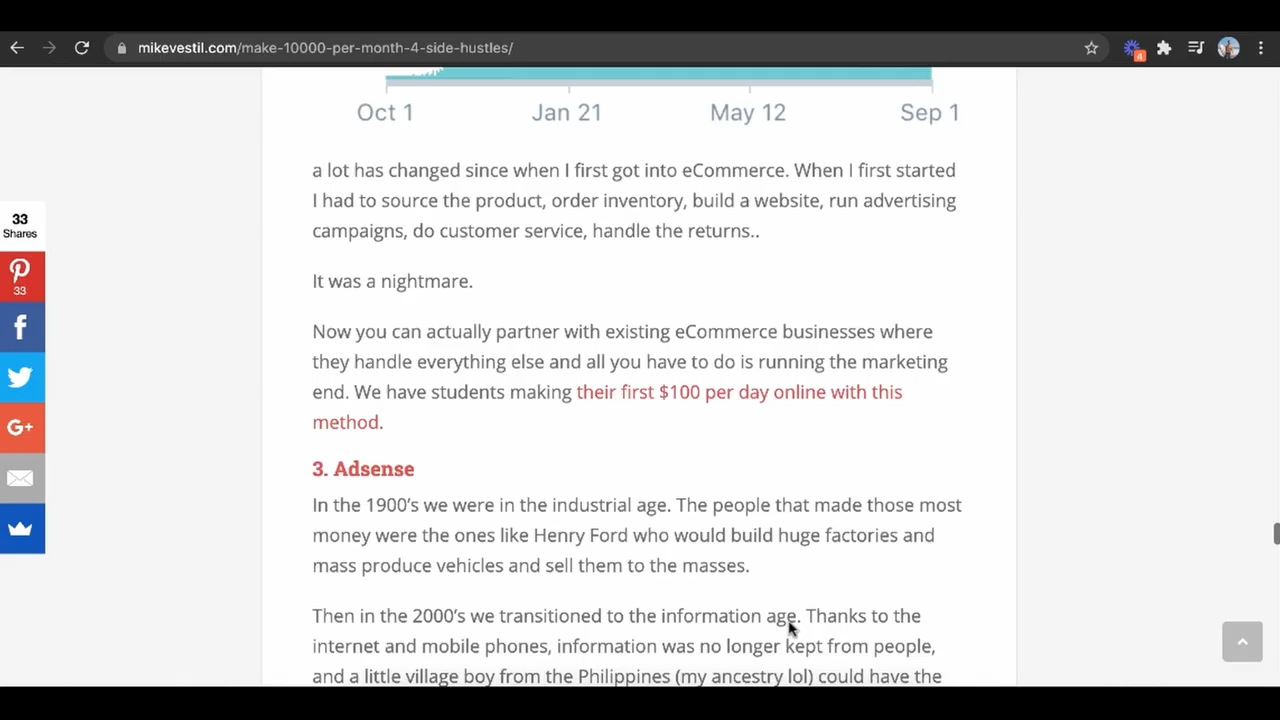 mikevestil.com/make-10000-per-month-4-side-hustles/
4
Oct 1 Jan 21 May 12 Sep 1
a lot has changed since when I first got into eCommerce. When I first started
I had to source the product, order inventory, build a website, run advertising
campaigns, do customer service, handle the returns..
It was a nightmare.
Now you can actually partner with existing eCommerce businesses where
they handle everything else and all you have to do is running the marketing
end. We have students making their first $100 per day online with this
method.
3. Adsense
In the 1900's we were in the industrial age. The people that made those most
money were the ones like Henry Ford who would build huge factories and
mass produce vehicles and sell them to the masses.
Then in the 2000's we transitioned to the information age. Thanks to the
internet and mobile phones, information was no longer kept from people,
and a little village boy from the Philippines (my ancestry lol) could have the
33
Shares
33
G+